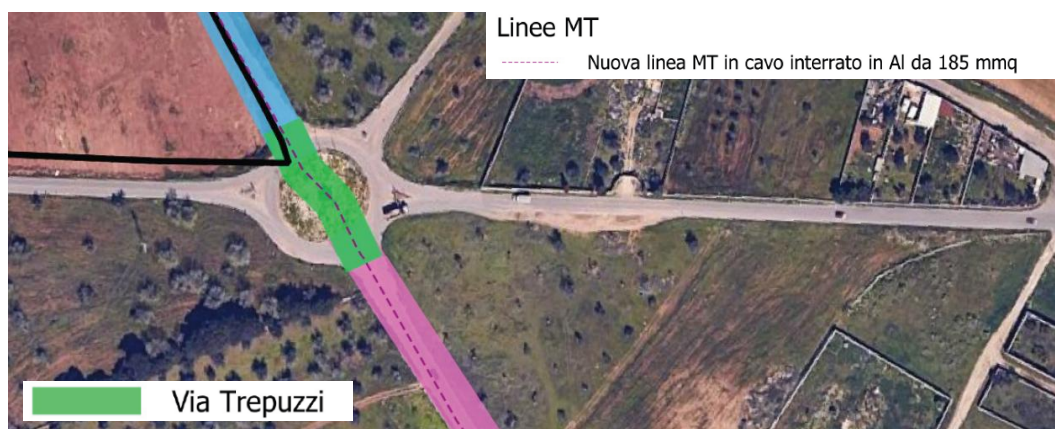 Linee MT
Nuova linea MT in cavo interrato in Al da 185 mmq
Via Trepuzzi